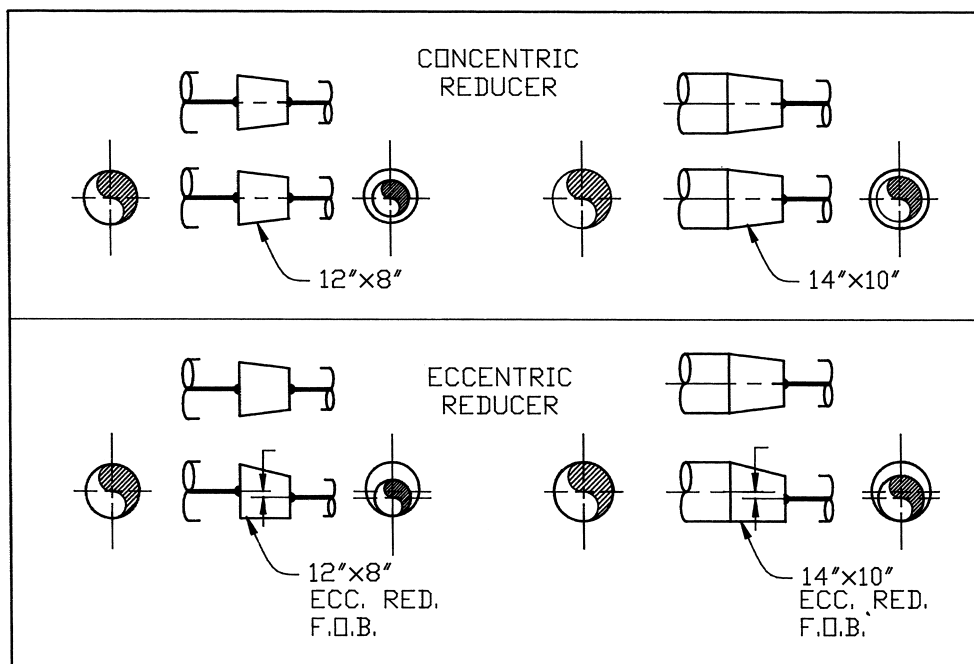 CONCENTRIC
REDUCER
12"×8"
14"×10"
ECCENTRIC
REDUCER
12"×8"
ECC. RED.
F.O.B.
14"×10"
ECC. RED.
F.O.B.